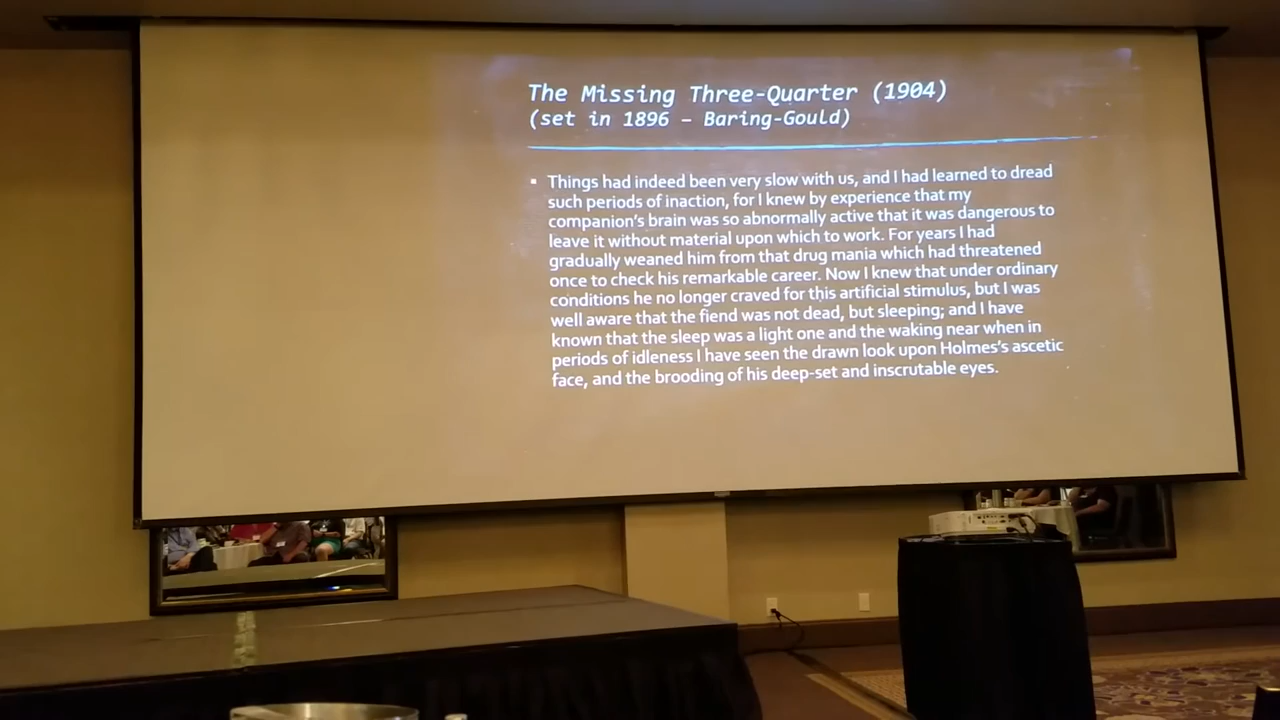 The Missing Three-Quarter (1904)
(set in 1896 – Baring-Gould)
▪ Things had indeed been very slow with us, and I had learned to dread
such periods of inaction, for I knew by experience that my
companion's brain was so abnormally active that it was dangerous to
leave it without material upon which to work. For years I had
gradually weaned him from that drug mania which had threatened
once to check his remarkable career. Now I knew that under ordinary
conditions he no longer craved for this artificial stimulus, but I was
well aware that the fiend was not dead, but sleeping; and I have
known that the sleep was a light one and the waking near when in
periods of idleness I have seen the drawn look upon Holmes's ascetic
face, and the brooding of his deep-set and inscrutable eyes.